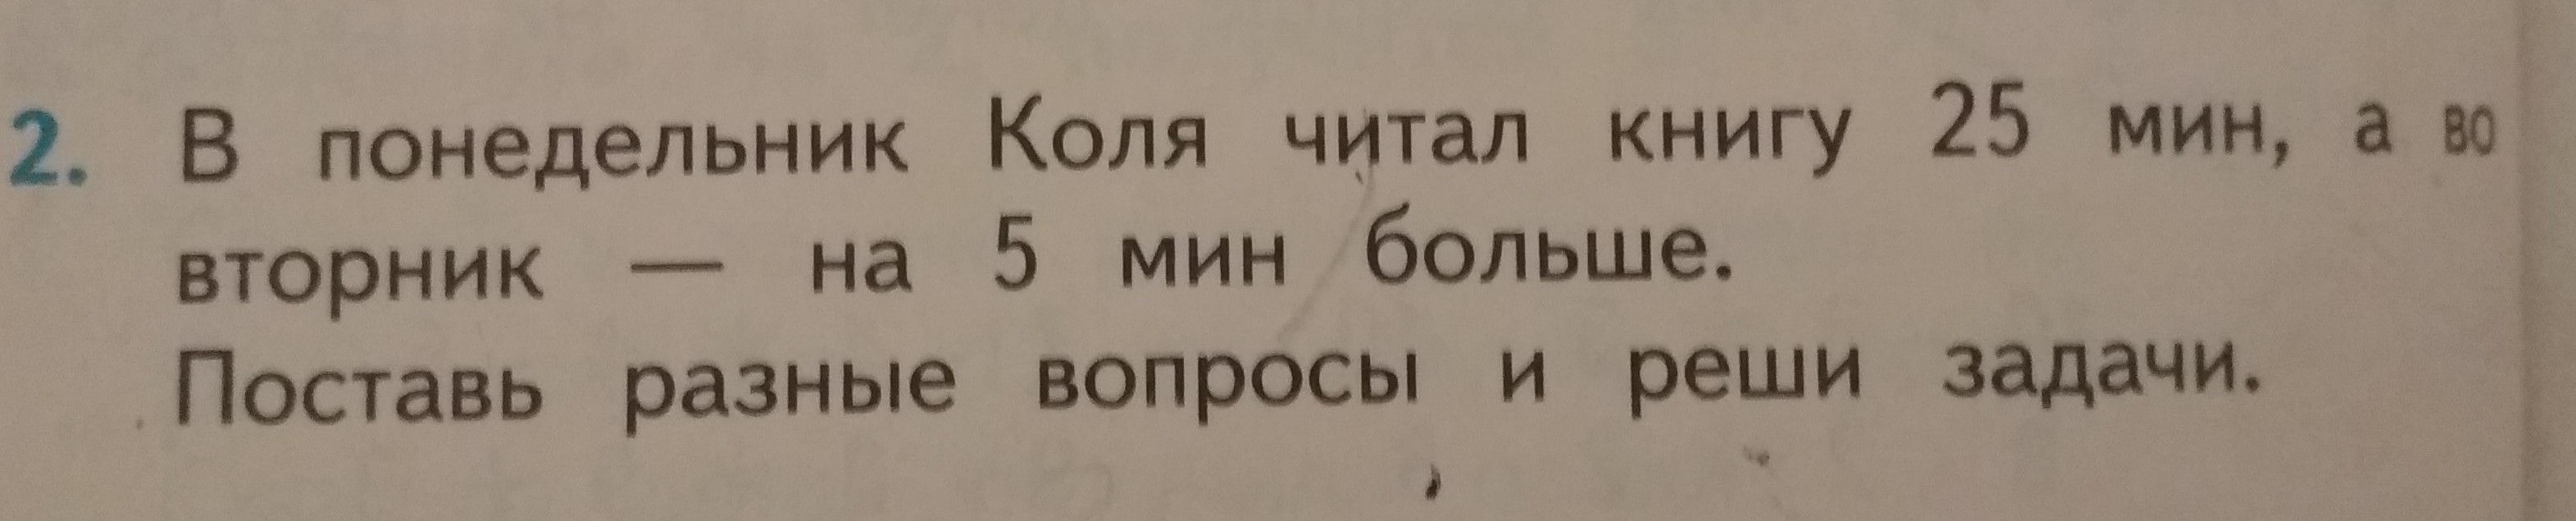 2. В понедельник Коля читал книгу 25 мин, а во
вторник — на 5 мин больше.
Поставь разные вопросы и реши задачи.